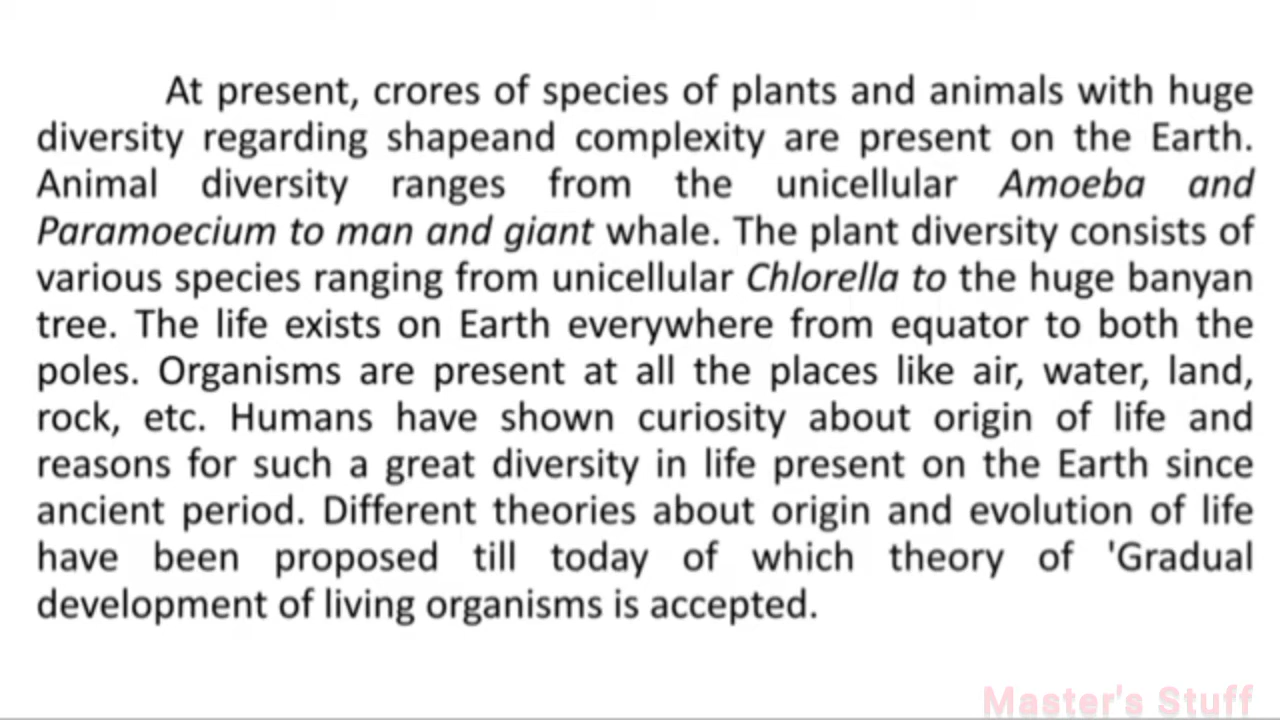 At present, crores of species of plants and animals with huge
diversity regarding shapeand complexity are present on the Earth.
Animal diversity ranges from the unicellular Amoeba and
Paramoecium to man and giant whale. The plant diversity consists of
various species ranging from unicellular Chlorella to the huge banyan
tree. The life exists on Earth everywhere from equator to both the
poles. Organisms are present at all the places like air, water, land,
rock, etc. Humans have shown curiosity about origin of life and
reasons for such a great diversity in life present on the Earth since
ancient period. Different theories about origin and evolution of life
have been proposed till today of which theory of 'Gradual
development of living organisms is accepted.
Master's Stuff